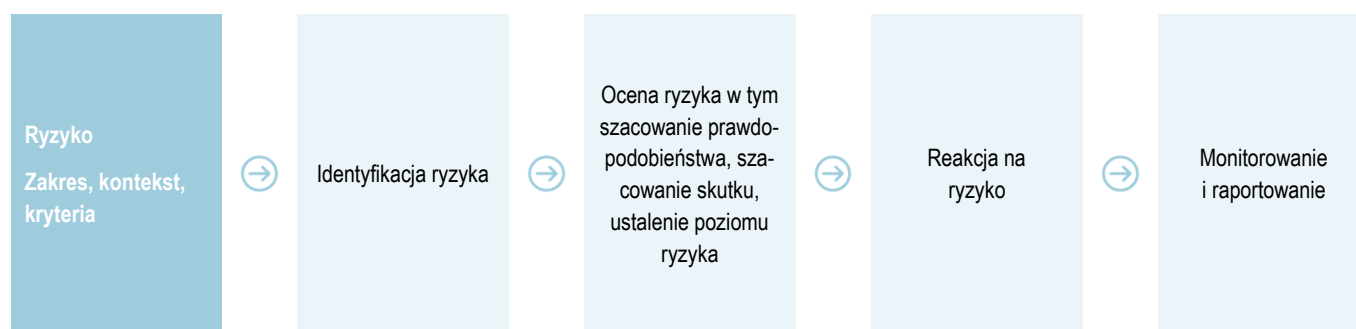 Ryzyko
Zakres, kontekst,
kryteria
Identyfikacja ryzyka
Ocena ryzyka w tym
szacowanie prawdo-
podobieństwa, sza-
cowanie skutku,
ustalenie poziomu
ryzyka
Reakcja na
ryzyko
Monitorowanie
i raportowanie